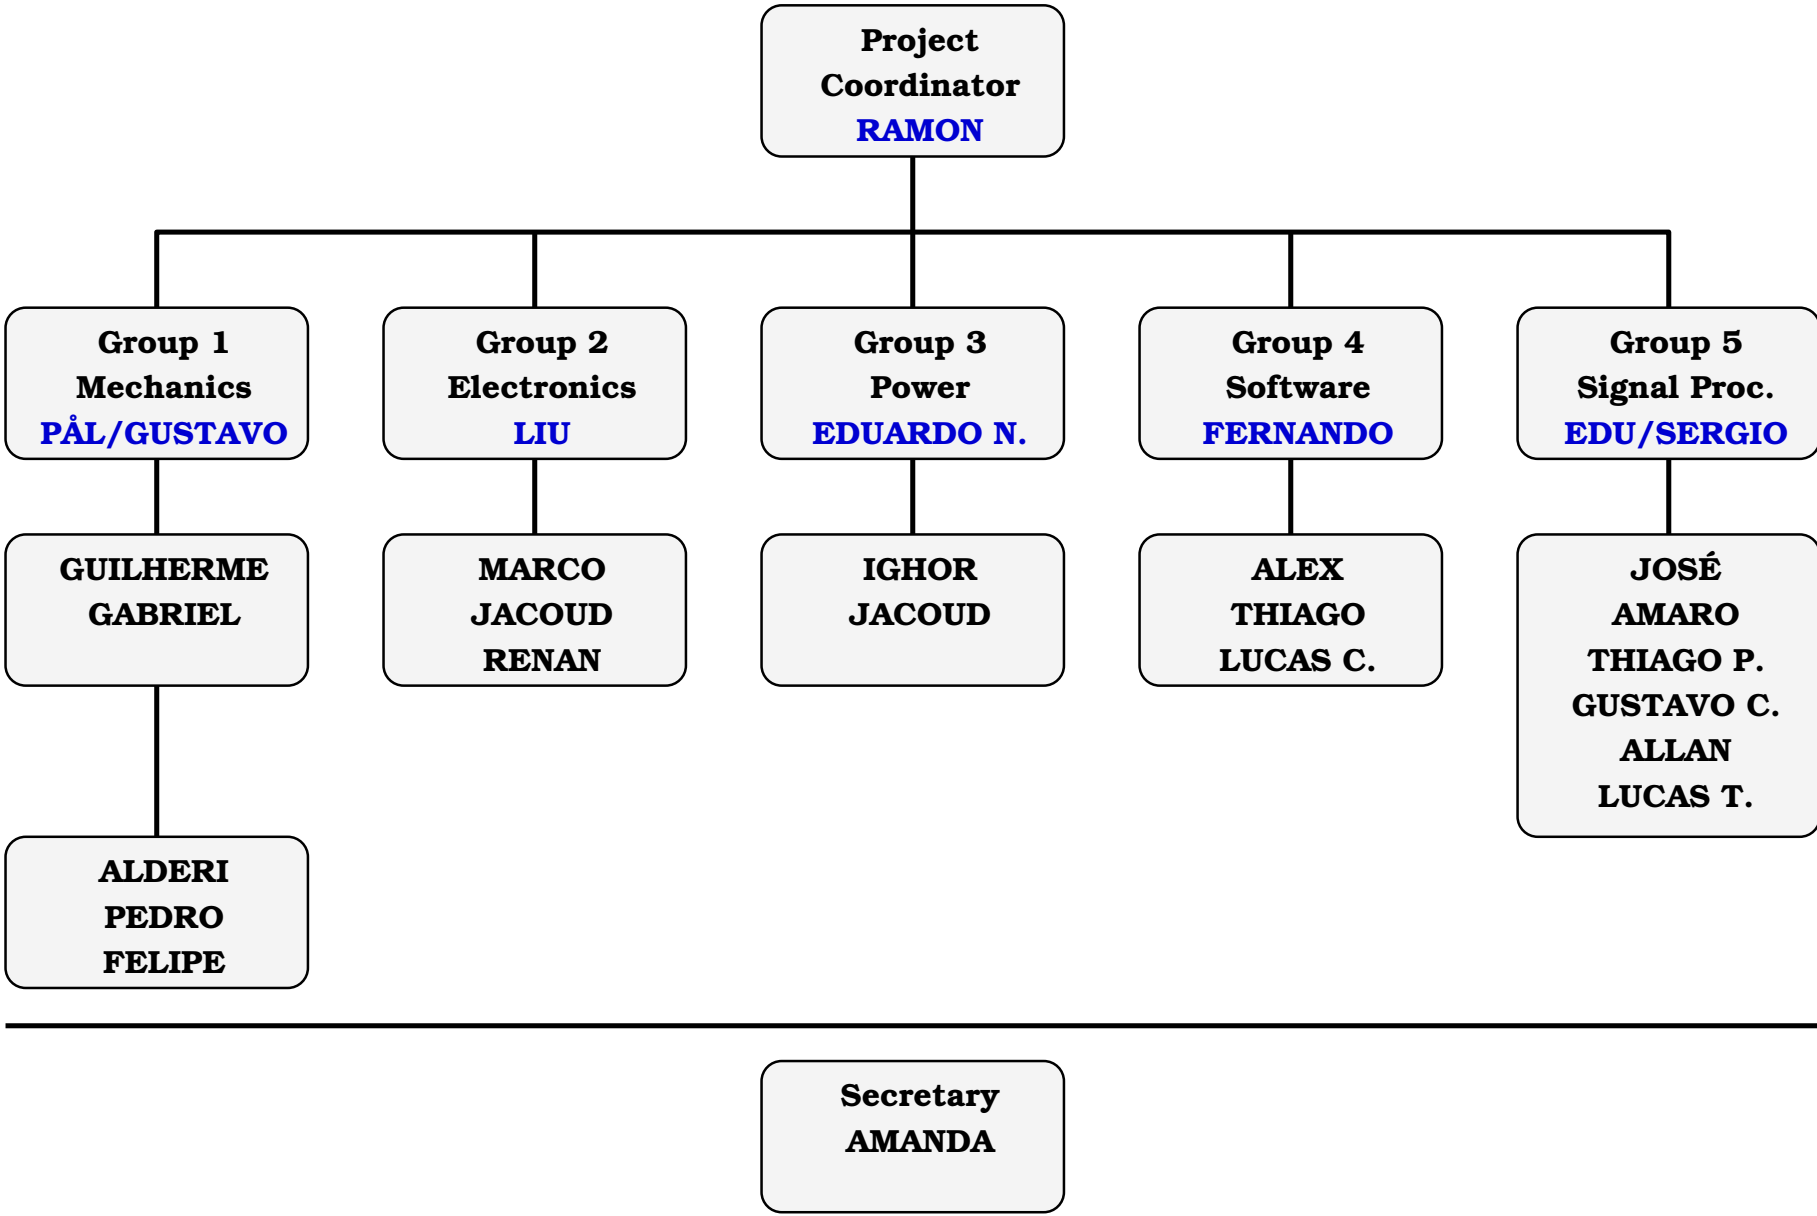 Project
Coordinator
RAMON
Group 1
Mechanics
PÅL/GUSTAVO
Group 2
Electronics
LIU
Group 3
Power
EDUARDO N.
Group 4
Software
FERNANDO
Group 5
Signal Proc.
EDU/SERGIO
GUILHERME
GABRIEL
MARCO
JACOUD
RENAN
IGHOR
JACOUD
ALEX
THIAGO
LUCAS C.
JOSÉ
AMARO
THIAGO P.
GUSTAVO C.
ALLAN
LUCAS T.
ALDERI
PEDRO
FELIPE
Secretary
AMANDA